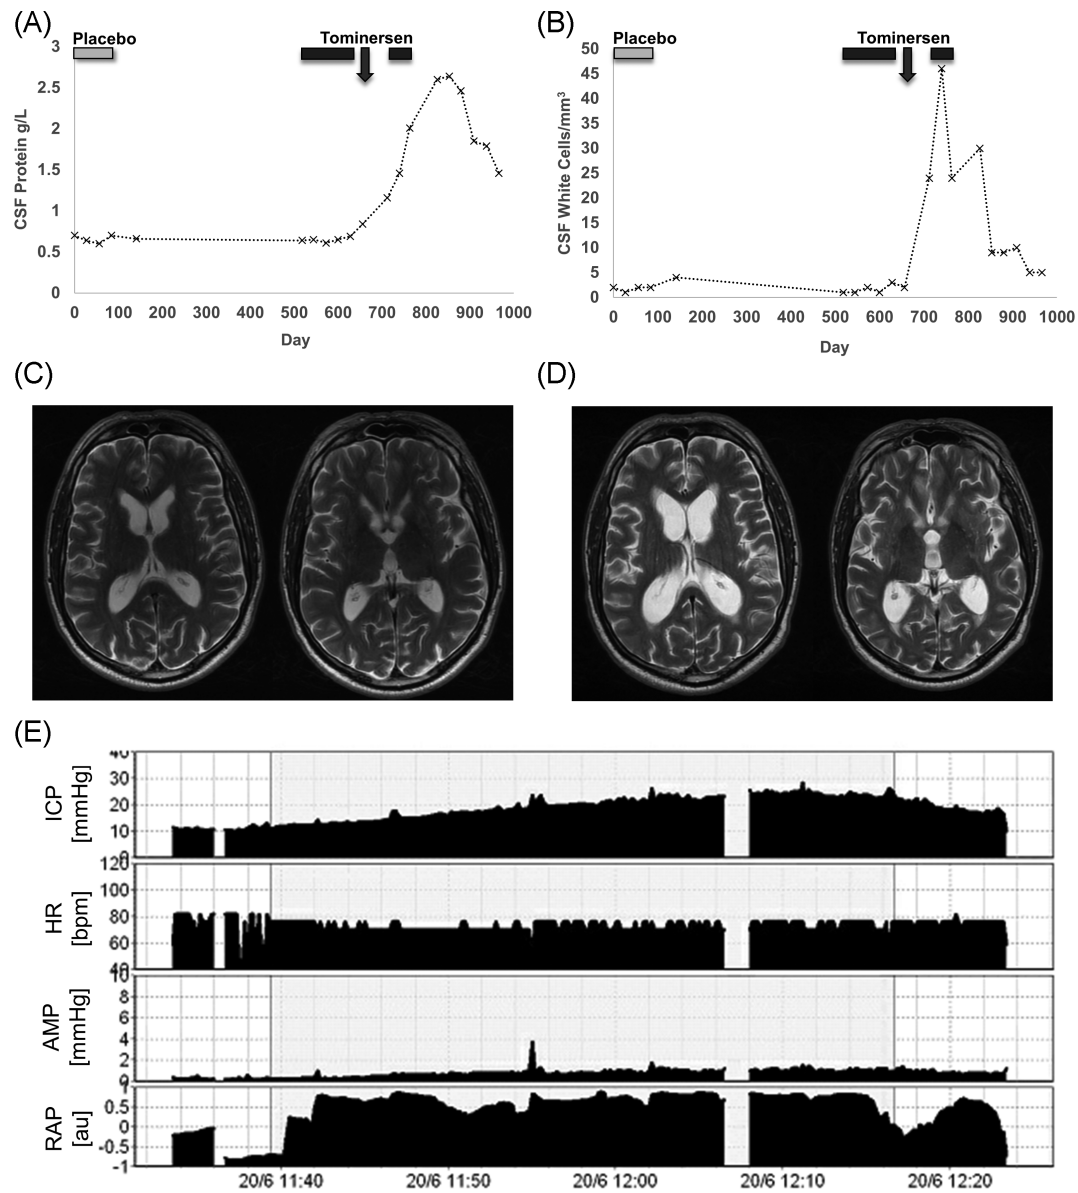 (A)
Placebo
Tominersen
3
2.5
2
1.5
1
0.5
0
CSF Protein g/L
0 100 200 300 400 500 600 700 800 900 1000
Day
(B)
Placebo
Tominersen
50
45
40
35
30
25
20
15
10
5
0
CSF White Cells/mm³
0 100 200 300 400 500 600 700 800 900 1000
Day
(C)
(D)
(E)
ICP
[mmHg]
40
30
20
10
0
HR
[bpm]
120
100
80
60
40
AMP
[mmHg]
10
8
6
4
2
0
RAP
[au]
1
0.5
0
-0.5
-1
20/6 11:40 20/6 11:50 20/6 12:00 20/6 12:10 20/6 12:20